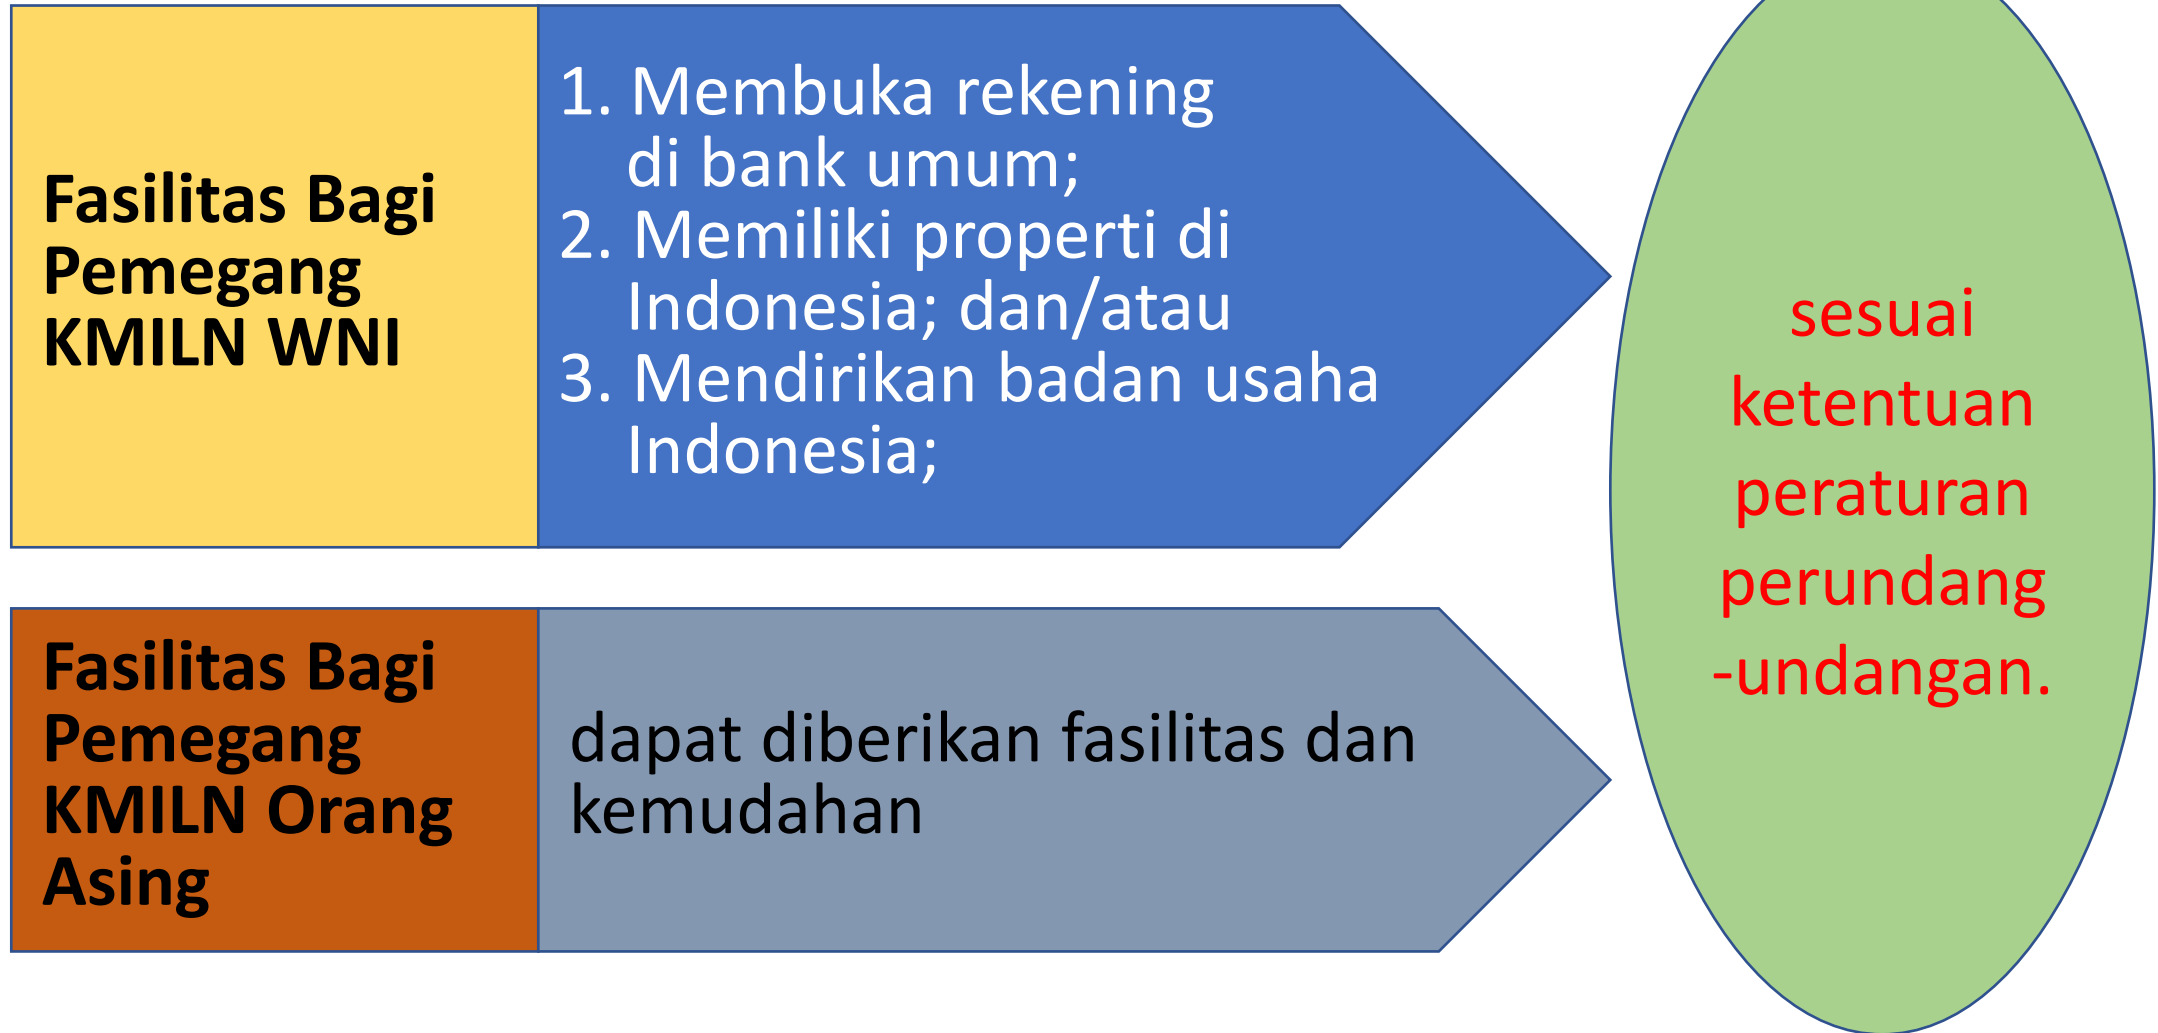 Fasilitas Bagi
Pemegang
KMILN WNI
1. Membuka rekening
di bank umum;
2. Memiliki properti di
Indonesia; dan/atau
3. Mendirikan badan usaha
Indonesia;
Fasilitas Bagi
Pemegang
KMILN Orang
Asing
dapat diberikan fasilitas dan
kemudahan
sesuai
ketentuan
peraturan
perundang
-undangan.